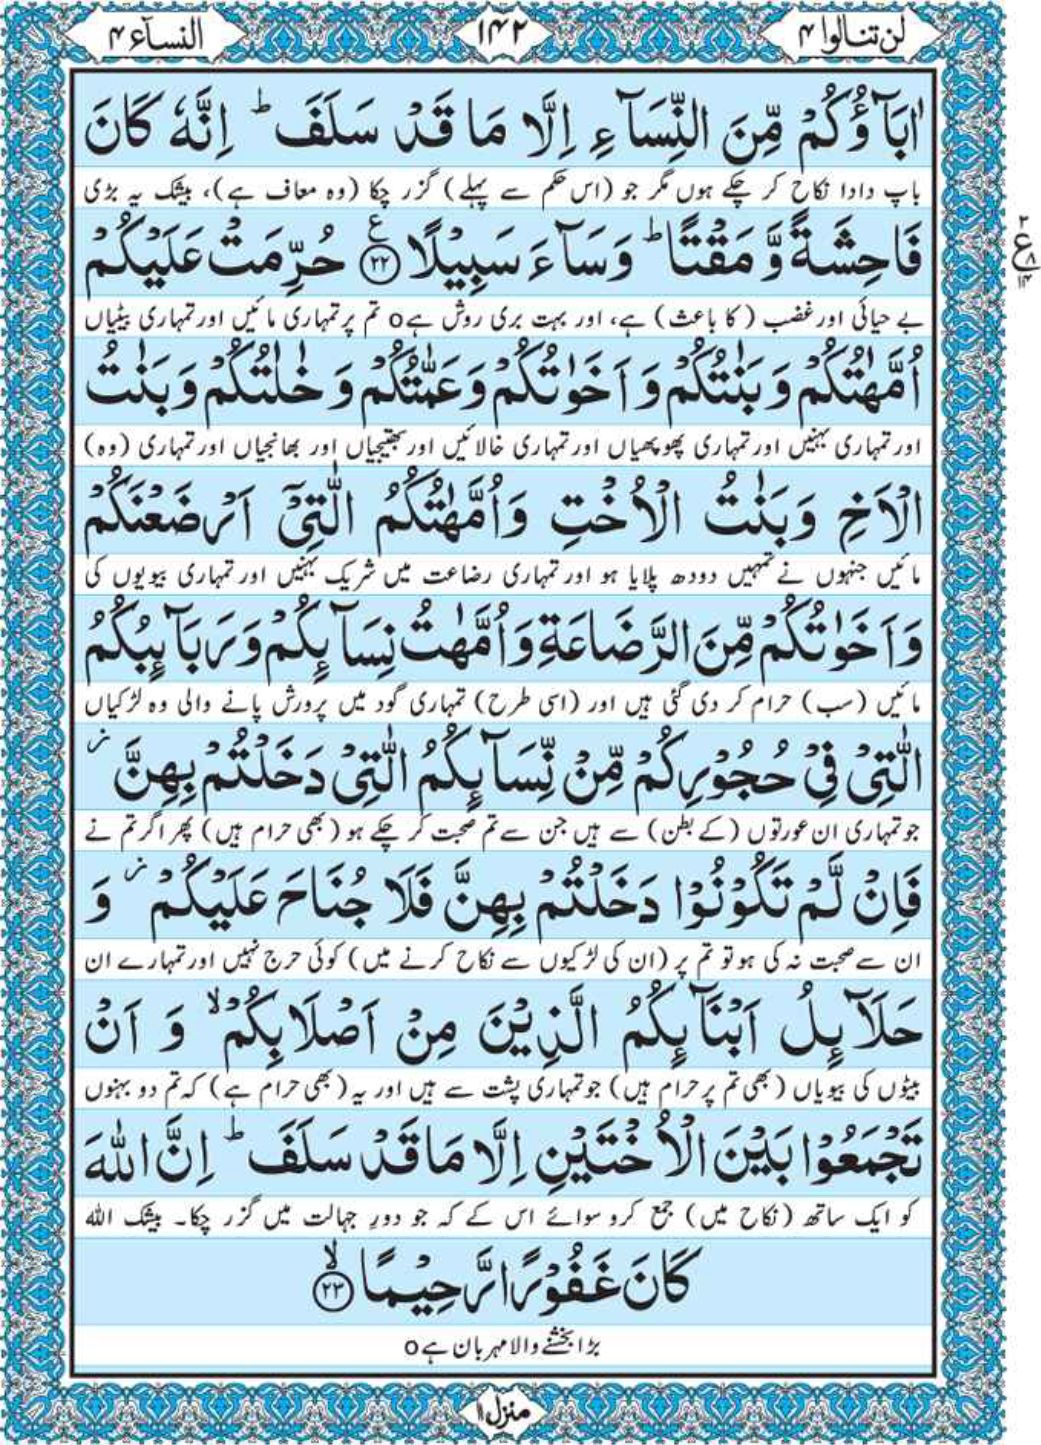 لن تنالوا ۴ ۱۴۲ النسآء ۴
اٰبَآؤُكُمْ مِّنَ النِّسَآءِ اِلَّا مَا قَدْ سَلَفَ ؕ اِنَّهٗ كَانَ
باپ دادا نکاح کر چکے ہوں مگر جو (اس حکم سے پہلے) گزر چکا (وہ معاف ہے)، بیشک یہ بڑی
فَاحِشَةً وَّ مَقْتًا ؕ وَسَآءَ سَبِيْلًا ﴿۲۲﴾ ع حُرِّمَتْ عَلَيْكُمْ
۳ ع ۸ ۱۴
بے حیائی اور غضب (کا باعث) ہے، اور بہت بری روش ہے o تم پر تمہاری مائیں اور تمہاری بیٹیاں
اُمَّهٰتُكُمْ وَ بَنٰتُكُمْ وَ اَخَوٰتُكُمْ وَ عَمّٰتُكُمْ وَ خٰلٰتُكُمْ وَ بَنٰتُ
اور تمہاری بہنیں اور تمہاری پھوپھیاں اور تمہاری خالائیں اور بھتیجیاں اور بھانجیاں اور تمہاری (وہ)
الْاَخِ وَ بَنٰتُ الْاُخْتِ وَ اُمَّهٰتُكُمُ الّٰتِيْٓ اَرْضَعْنَكُمْ
مائیں جنہوں نے تمہیں دودھ پلایا ہو اور تمہاری رضاعت میں شریک بہنیں اور تمہاری بیویوں کی
وَ اَخَوٰتُكُمْ مِّنَ الرَّضَاعَةِ وَ اُمَّهٰتُ نِسَآئِكُمْ وَ رَبَآئِبُكُمُ
مائیں (سب) حرام کر دی گئی ہیں اور (اسی طرح) تمہاری گود میں پرورش پانے والی وہ لڑکیاں
الّٰتِيْ فِيْ حُجُوْرِكُمْ مِّنْ نِّسَآئِكُمُ الّٰتِيْ دَخَلْتُمْ بِهِنَّ ؗ
جو تمہاری ان عورتوں (کے بطن) سے ہیں جن سے تم صحبت کر چکے ہو (بھی حرام ہیں) پھر اگر تم نے
فَاِنْ لَّمْ تَكُوْنُوْا دَخَلْتُمْ بِهِنَّ فَلَا جُنَاحَ عَلَيْكُمْ ؗ وَ
ان سے صحبت نہ کی ہو تو تم پر (ان کی لڑکیوں سے نکاح کرنے میں) کوئی حرج نہیں اور تمہارے ان
حَلَآئِلُ اَبْنَآئِكُمُ الَّذِيْنَ مِنْ اَصْلَابِكُمْ ۙ وَ اَنْ
بیٹوں کی بیویاں (بھی تم پر حرام ہیں) جو تمہاری پشت سے ہیں اور یہ (بھی حرام ہے) کہ تم دو بہنوں
تَجْمَعُوْا بَيْنَ الْاُخْتَيْنِ اِلَّا مَا قَدْ سَلَفَ ؕ اِنَّ اللّٰهَ
کو ایک ساتھ (نکاح میں) جمع کرو سوائے اس کے کہ جو دورِ جہالت میں گزر چکا۔ بیشک اللہ
كَانَ غَفُوْرًا رَّحِيْمًا ۙ ﴿۲۳﴾
بڑا بخشنے والا مہربان ہے o
منزل ۱